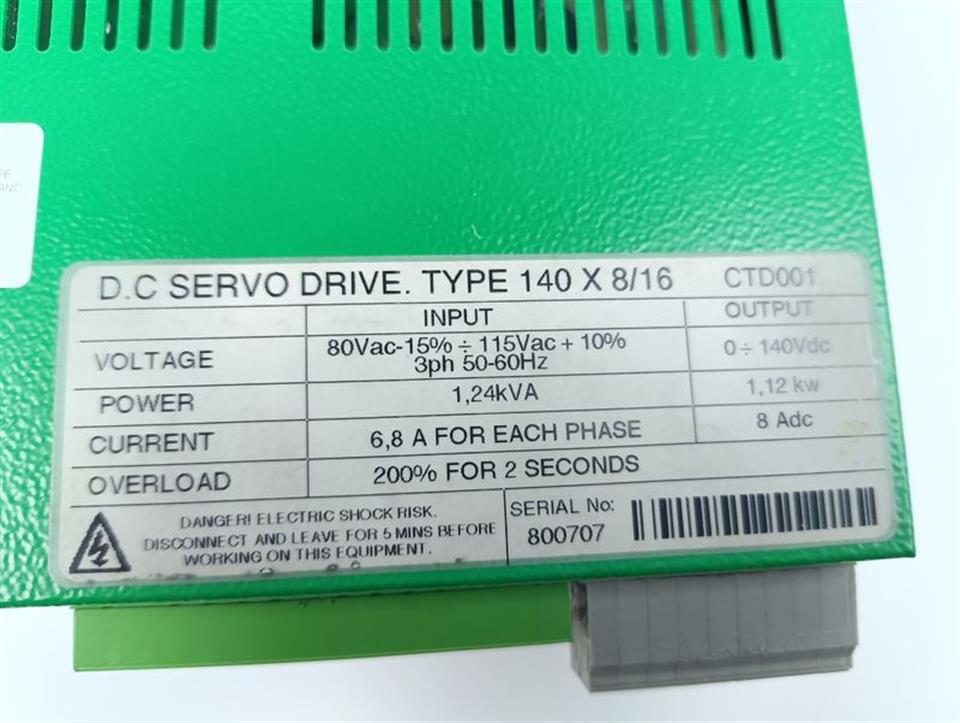 AND
D.C SERVO DRIVE. TYPE 140 X 8/16 CTD001
INPUT OUTPUT
VOLTAGE 80Vac-15% ÷ 115Vac + 10% 0 ÷ 140Vdc
3ph 50-60Hz
POWER 1,24kVA 1,12 kw
CURRENT 6,8 A FOR EACH PHASE 8 Adc
OVERLOAD 200% FOR 2 SECONDS
DANGER! ELECTRIC SHOCK RISK.
DISCONNECT AND LEAVE FOR 5 MINS BEFORE
WORKING ON THIS EQUIPMENT.
SERIAL No:
800707